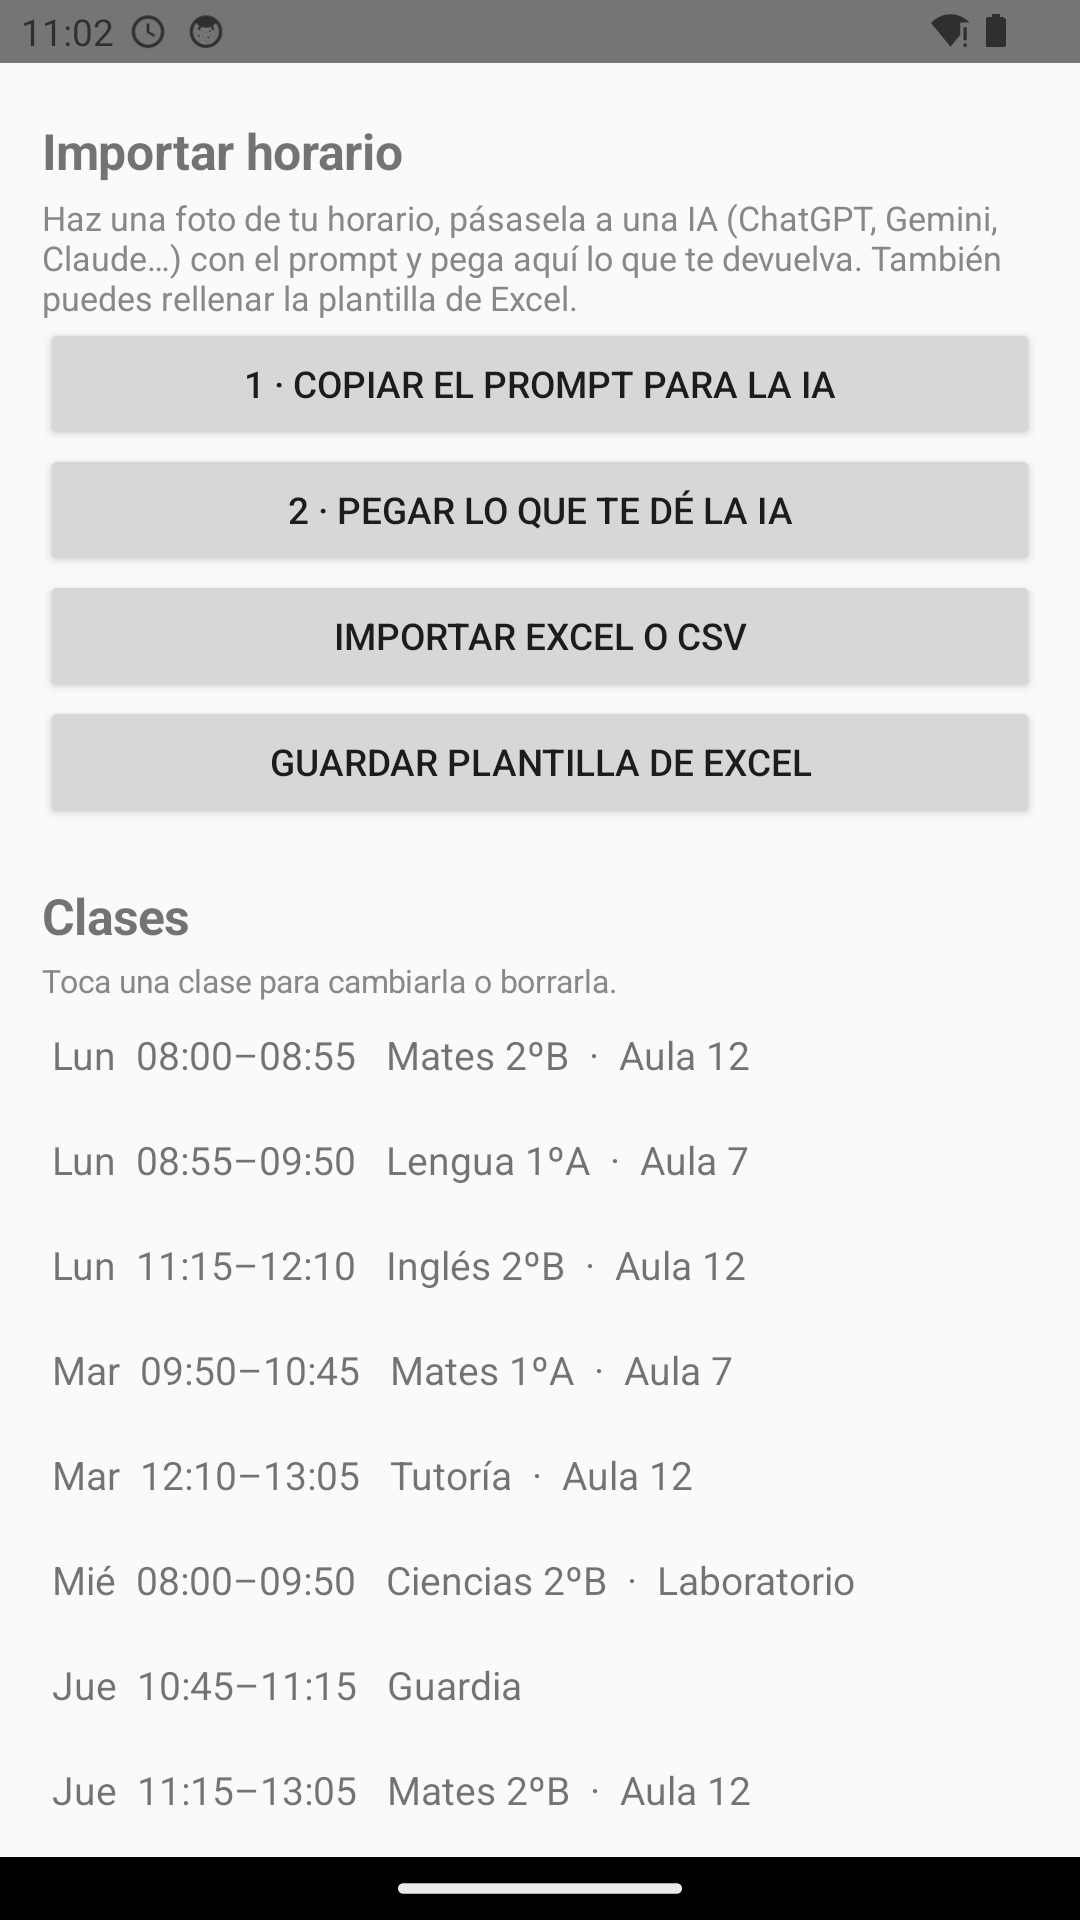 11:02
Importar horario
Haz una foto de tu horario, pásasela a una IA (ChatGPT, Gemini,
Claude…) con el prompt y pega aquí lo que te devuelva. También
puedes rellenar la plantilla de Excel.
1 · COPIAR EL PROMPT PARA LA IA
2 · PEGAR LO QUE TE DÉ LA IA
IMPORTAR EXCEL O CSV
GUARDAR PLANTILLA DE EXCEL
Clases
Toca una clase para cambiarla o borrarla.
Lun 08:00–08:55 Mates 2ºB · Aula 12
Lun 08:55–09:50 Lengua 1ºA · Aula 7
Lun 11:15–12:10 Inglés 2ºB · Aula 12
Mar 09:50–10:45 Mates 1ºA · Aula 7
Mar 12:10–13:05 Tutoría · Aula 12
Mié 08:00–09:50 Ciencias 2ºB · Laboratorio
Jue 10:45–11:15 Guardia
Jue 11:15–13:05 Mates 2ºB · Aula 12